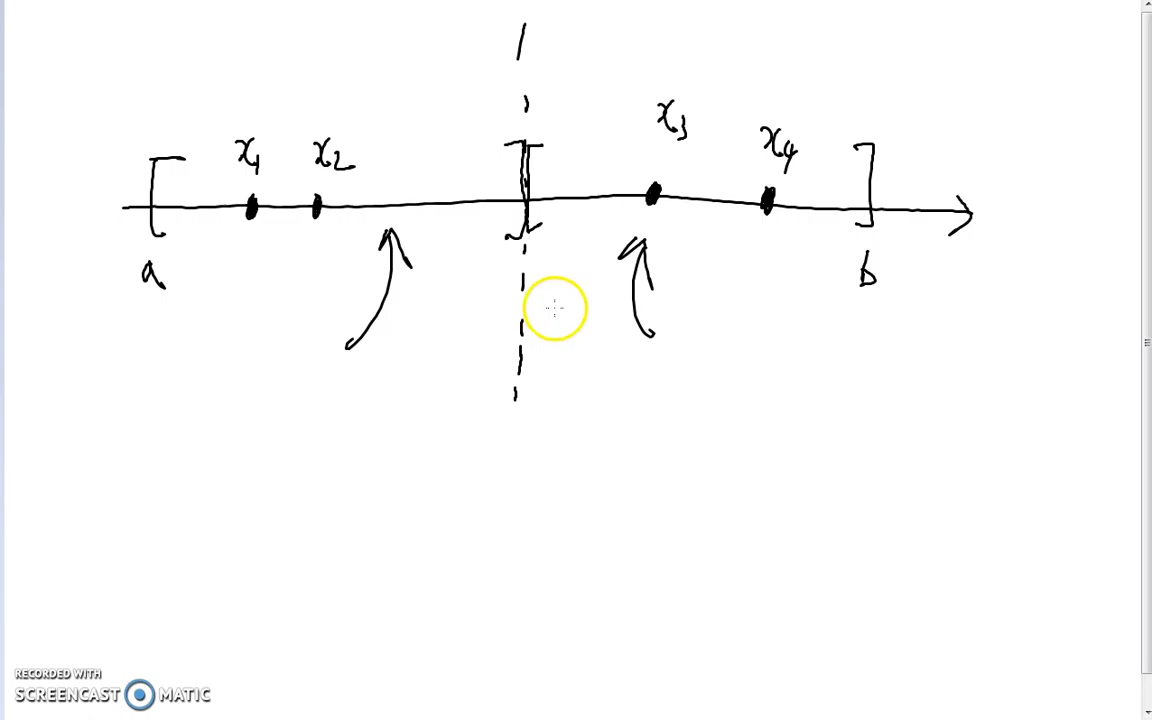 x₁ x₂ x₃ x₄
[ ] [ ]
a b
RECORDED WITH
SCREENCAST MATIC